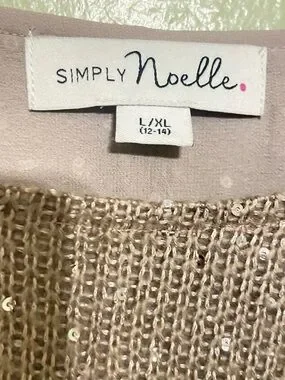 SIMPLY Noelle.
L/XL
(12-14)